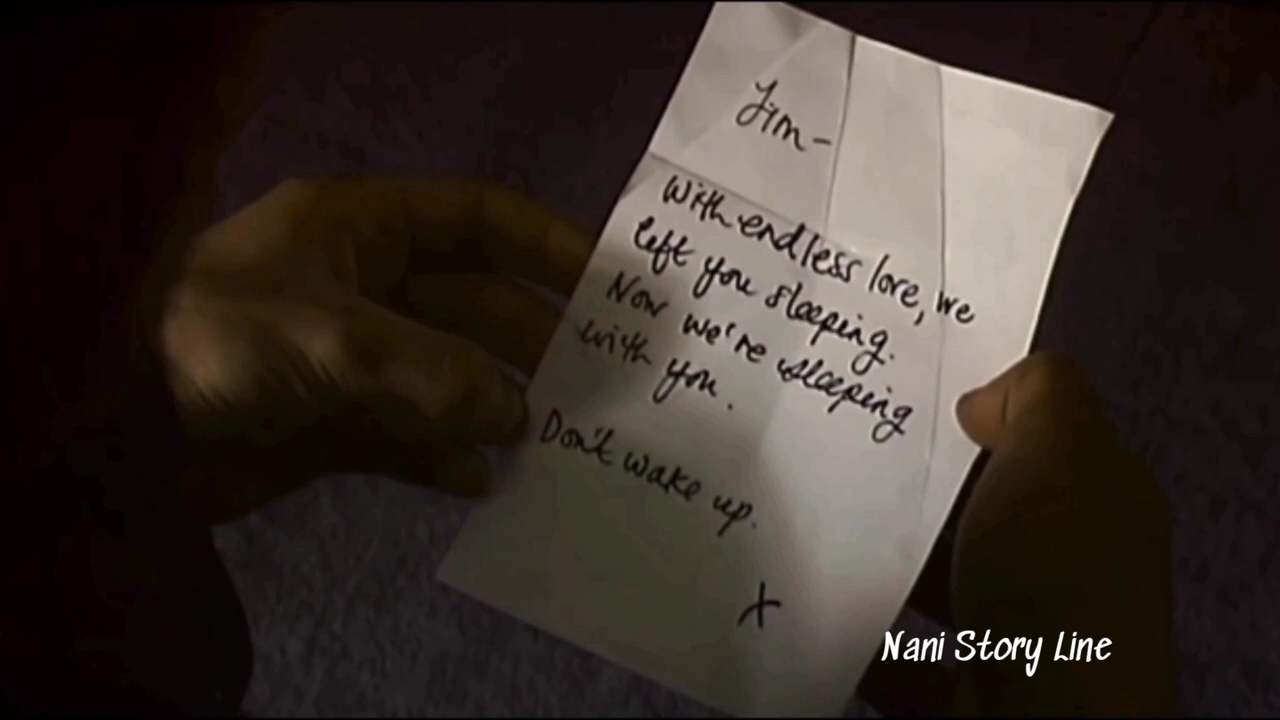 Jim-
With endless love, we
left you sleeping.
Now we're sleeping
with you.
Don't wake up.
X
Nani Story Line